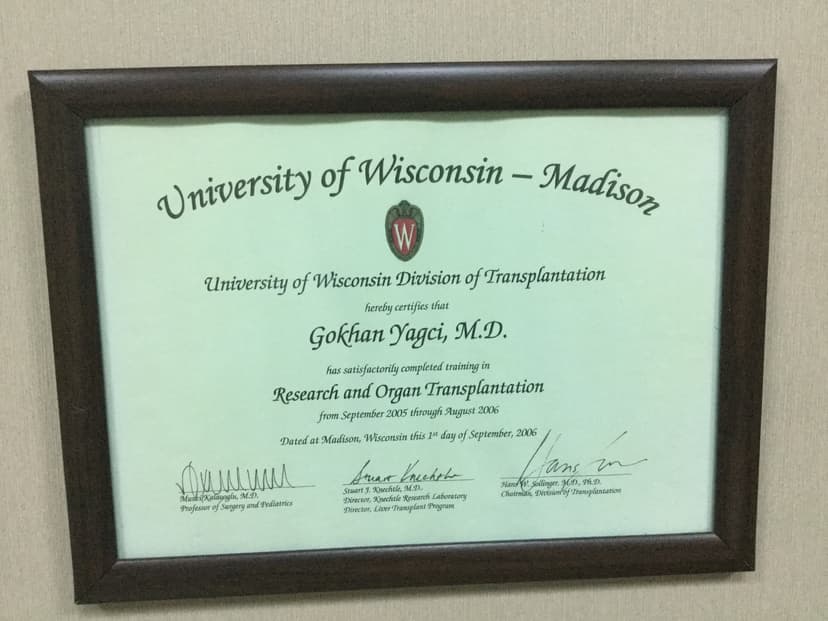 University of Wisconsin – Madison
W
University of Wisconsin Division of Transplantation
hereby certifies that
Gokhan Yagci, M.D.
has satisfactorily completed training in
Research and Organ Transplantation
from September 2005 through August 2006
Dated at Madison, Wisconsin this 1st day of September, 2006
Munci Kalayoglu, M.D.
Professor of Surgery and Pediatrics
Stuart J. Knechtle, M.D.
Director, Knechtle Research Laboratory
Director, Liver Transplant Program
Hans W. Sollinger, M.D., Ph.D.
Chairman, Division of Transplantation